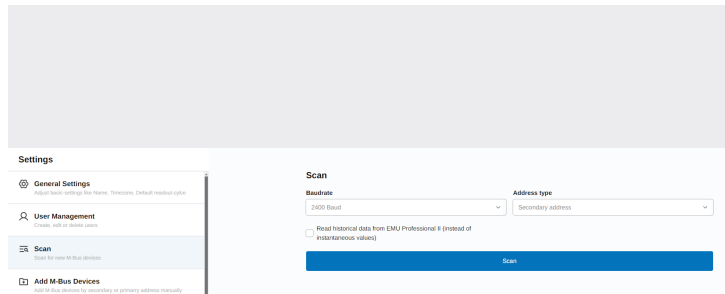 Settings
General Settings
Adjust basic-settings like Name, Timezone, Default readout-cylce
User Management
Create, edit or delete users
Scan
Scan for new M-Bus devices
Add M-Bus Devices
Add M-Bus devices by secondary or primarry address manually
Scan
Baudrate
Address type
2400 Baud
Secondary address
Read historical data from EMU Professional II (instead of
instantaneous values)
Scan